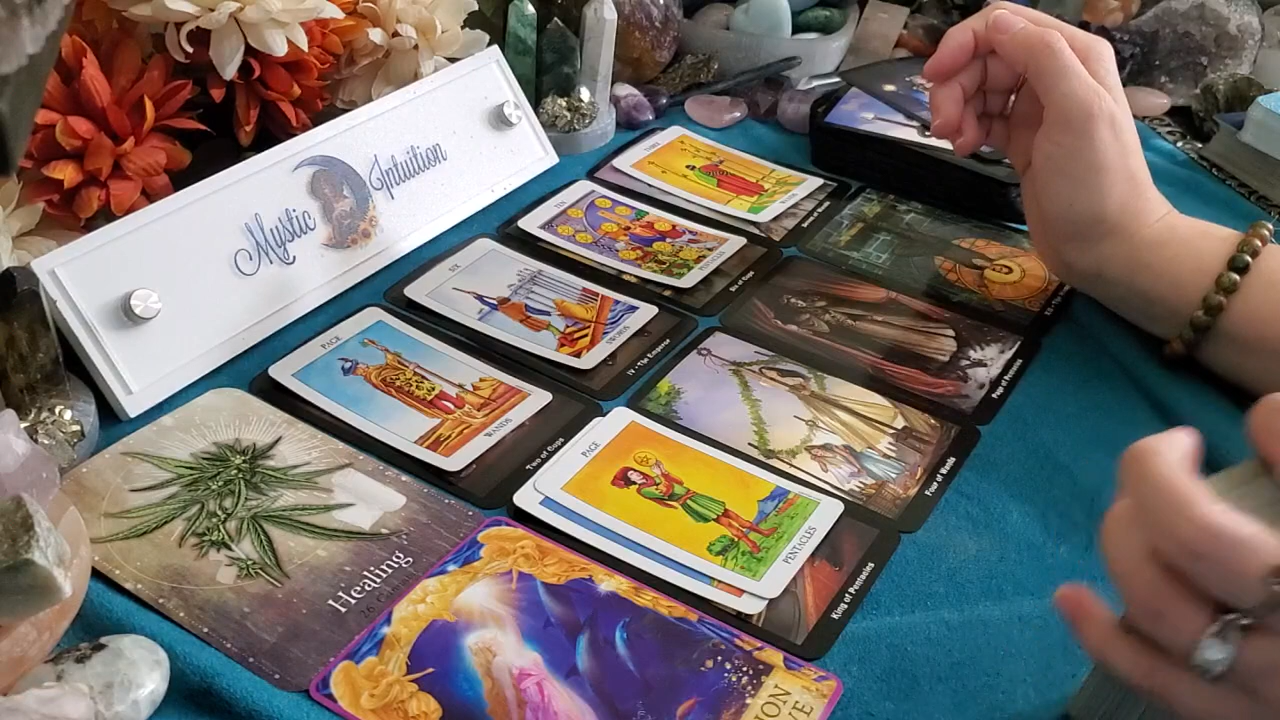 Mystic Intuition
THREE
TEN
PENTACLES
SIX
SWORDS
PAGE
WANDS
PAGE
PENTACLES
Six of Cups
IV • The Emperor
Two of Cups
Page of Pentacles
Four of Wands
King of Pentacles
Healing
26